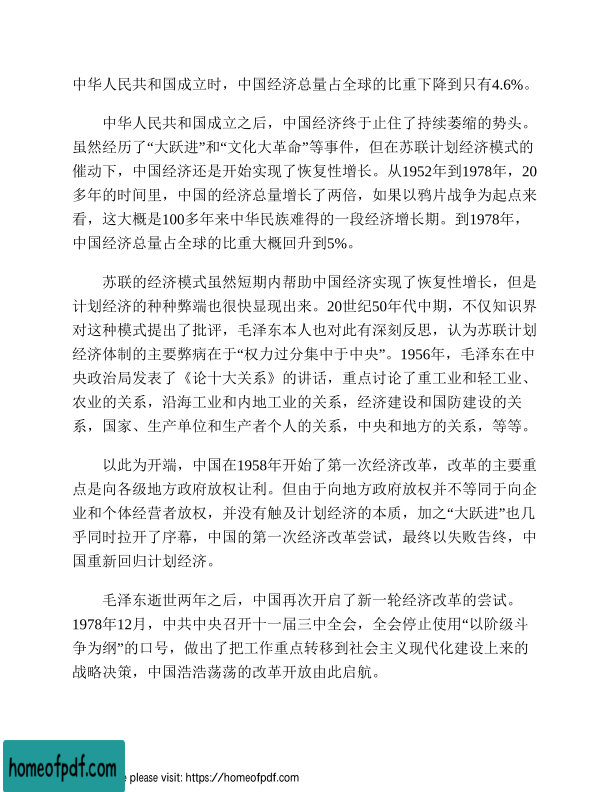 中华人民共和国成立时，中国经济总量占全球的比重下降到只有4.6%。
中华人民共和国成立之后，中国经济终于止住了持续萎缩的势头。
虽然经历了“大跃进”和“文化大革命”等事件，但在苏联计划经济模式的
催动下，中国经济还是开始实现了恢复性增长。从1952年到1978年，20
多年的时间里，中国的经济总量增长了两倍，如果以鸦片战争为起点来
看，这大概是100多年来中华民族难得的一段经济增长期。到1978年，
中国经济总量占全球的比重大概回升到5%。
苏联的经济模式虽然短期内帮助中国经济实现了恢复性增长，但是
计划经济的种种弊端也很快显现出来。20世纪50年代中期，不仅知识界
对这种模式提出了批评，毛泽东本人也对此有深刻反思，认为苏联计划
经济体制的主要弊病在于“权力过分集中于中央”。1956年，毛泽东在中
央政治局发表了《论十大关系》的讲话，重点讨论了重工业和轻工业、
农业的关系，沿海工业和内地工业的关系，经济建设和国防建设的关
系，国家、生产单位和生产者个人的关系，中央和地方的关系，等等。
以此为开端，中国在1958年开始了第一次经济改革，改革的主要重
点是向各级地方政府放权让利。但由于向地方政府放权并不等同于向企
业和个体经营者放权，并没有触及计划经济的本质，加之“大跃进”也几
乎同时拉开了序幕，中国的第一次经济改革尝试，最终以失败告终，中
国重新回归计划经济。
毛泽东逝世两年之后，中国再次开启了新一轮经济改革的尝试。
1978年12月，中共中央召开十一届三中全会，全会停止使用“以阶级斗
争为纲”的口号，做出了把工作重点转移到社会主义现代化建设上来的
战略决策，中国浩浩荡荡的改革开放由此启航。
homeofpdf.com
please visit: https://homeofpdf.com